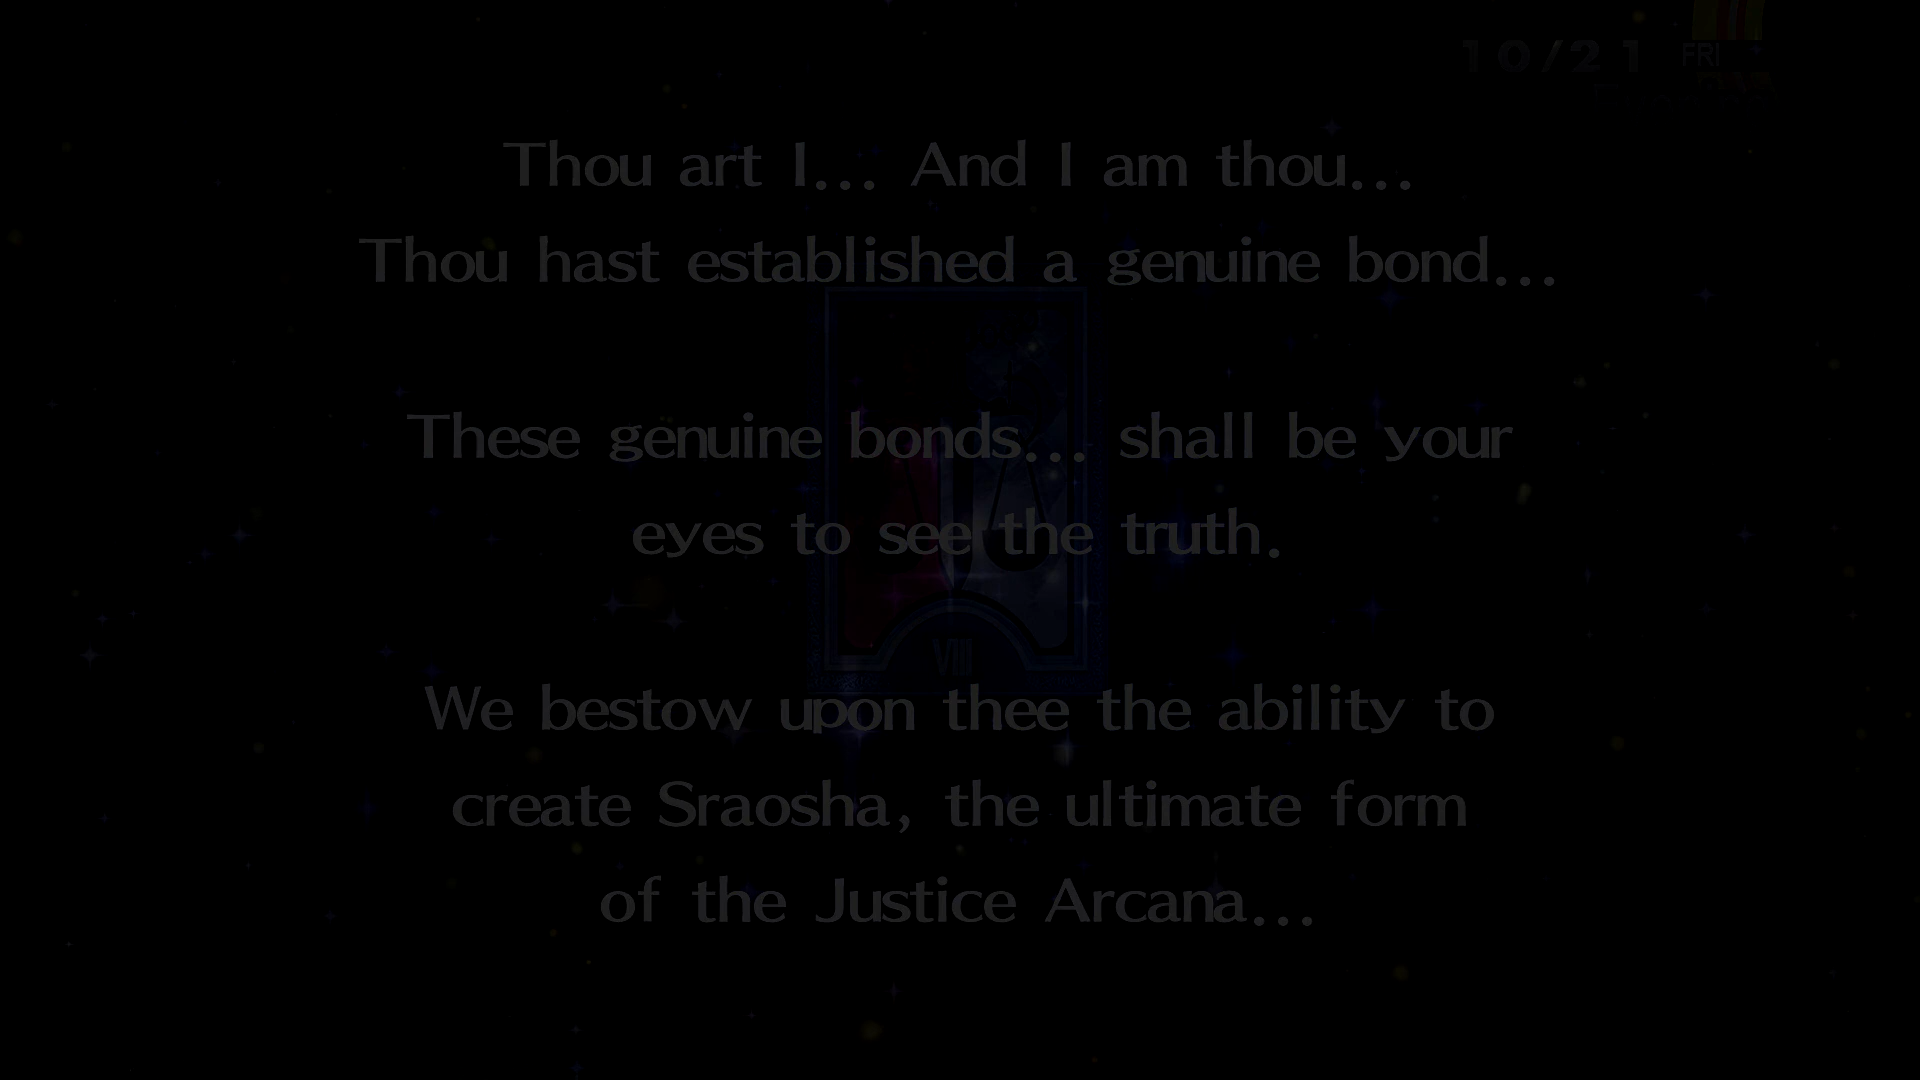 10/21 FRI
Thou art I... And I am thou...
Thou hast established a genuine bond...
These genuine bonds... shall be your
eyes to see the truth.
VIII
We bestow upon thee the ability to
create Sraosha, the ultimate form
of the Justice Arcana...